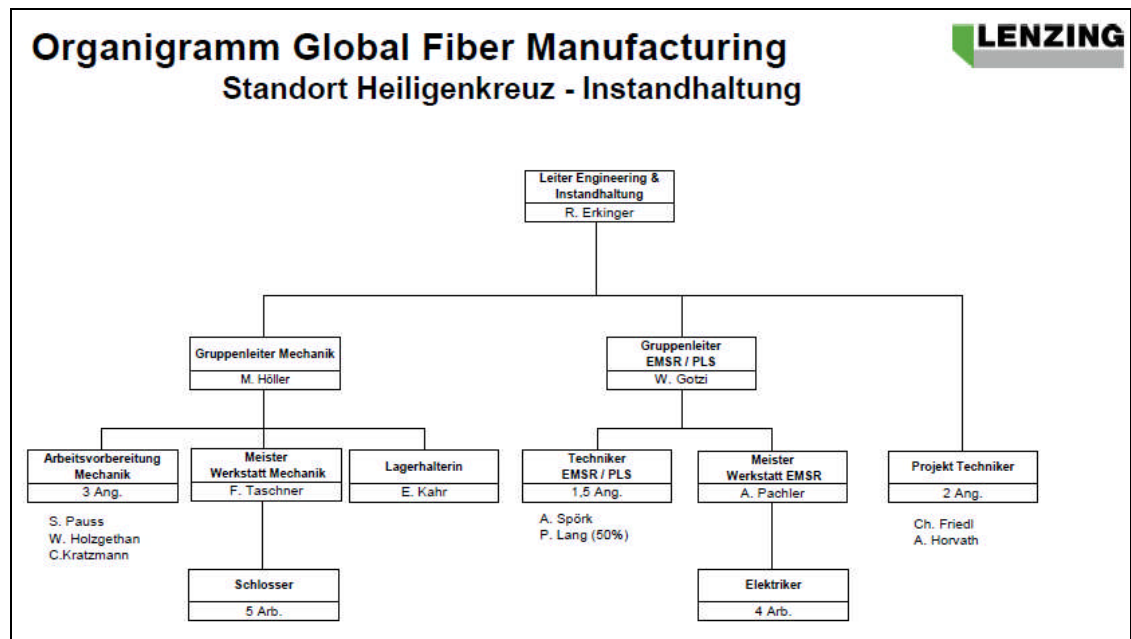 Organigramm Global Fiber Manufacturing
Standort Heiligenkreuz - Instandhaltung
LENZING
Leiter Engineering &
Instandhaltung
R. Erkinger
Gruppenleiter Mechanik
M. Höller
Gruppenleiter
EMSR / PLS
W. Gotzi
Arbeitsvorbereitung
Mechanik
3 Ang.
S. Pauss
W. Holzgethan
C.Kratzmann
Meister
Werkstatt Mechanik
F. Taschner
Lagerhalterin
E. Kahr
Techniker
EMSR / PLS
1,5 Ang.
A. Spörk
P. Lang (50%)
Meister
Werkstatt EMSR
A. Pachler
Projekt Techniker
2 Ang.
Ch. Friedl
A. Horvath
Schlosser
5 Arb.
Elektriker
4 Arb.